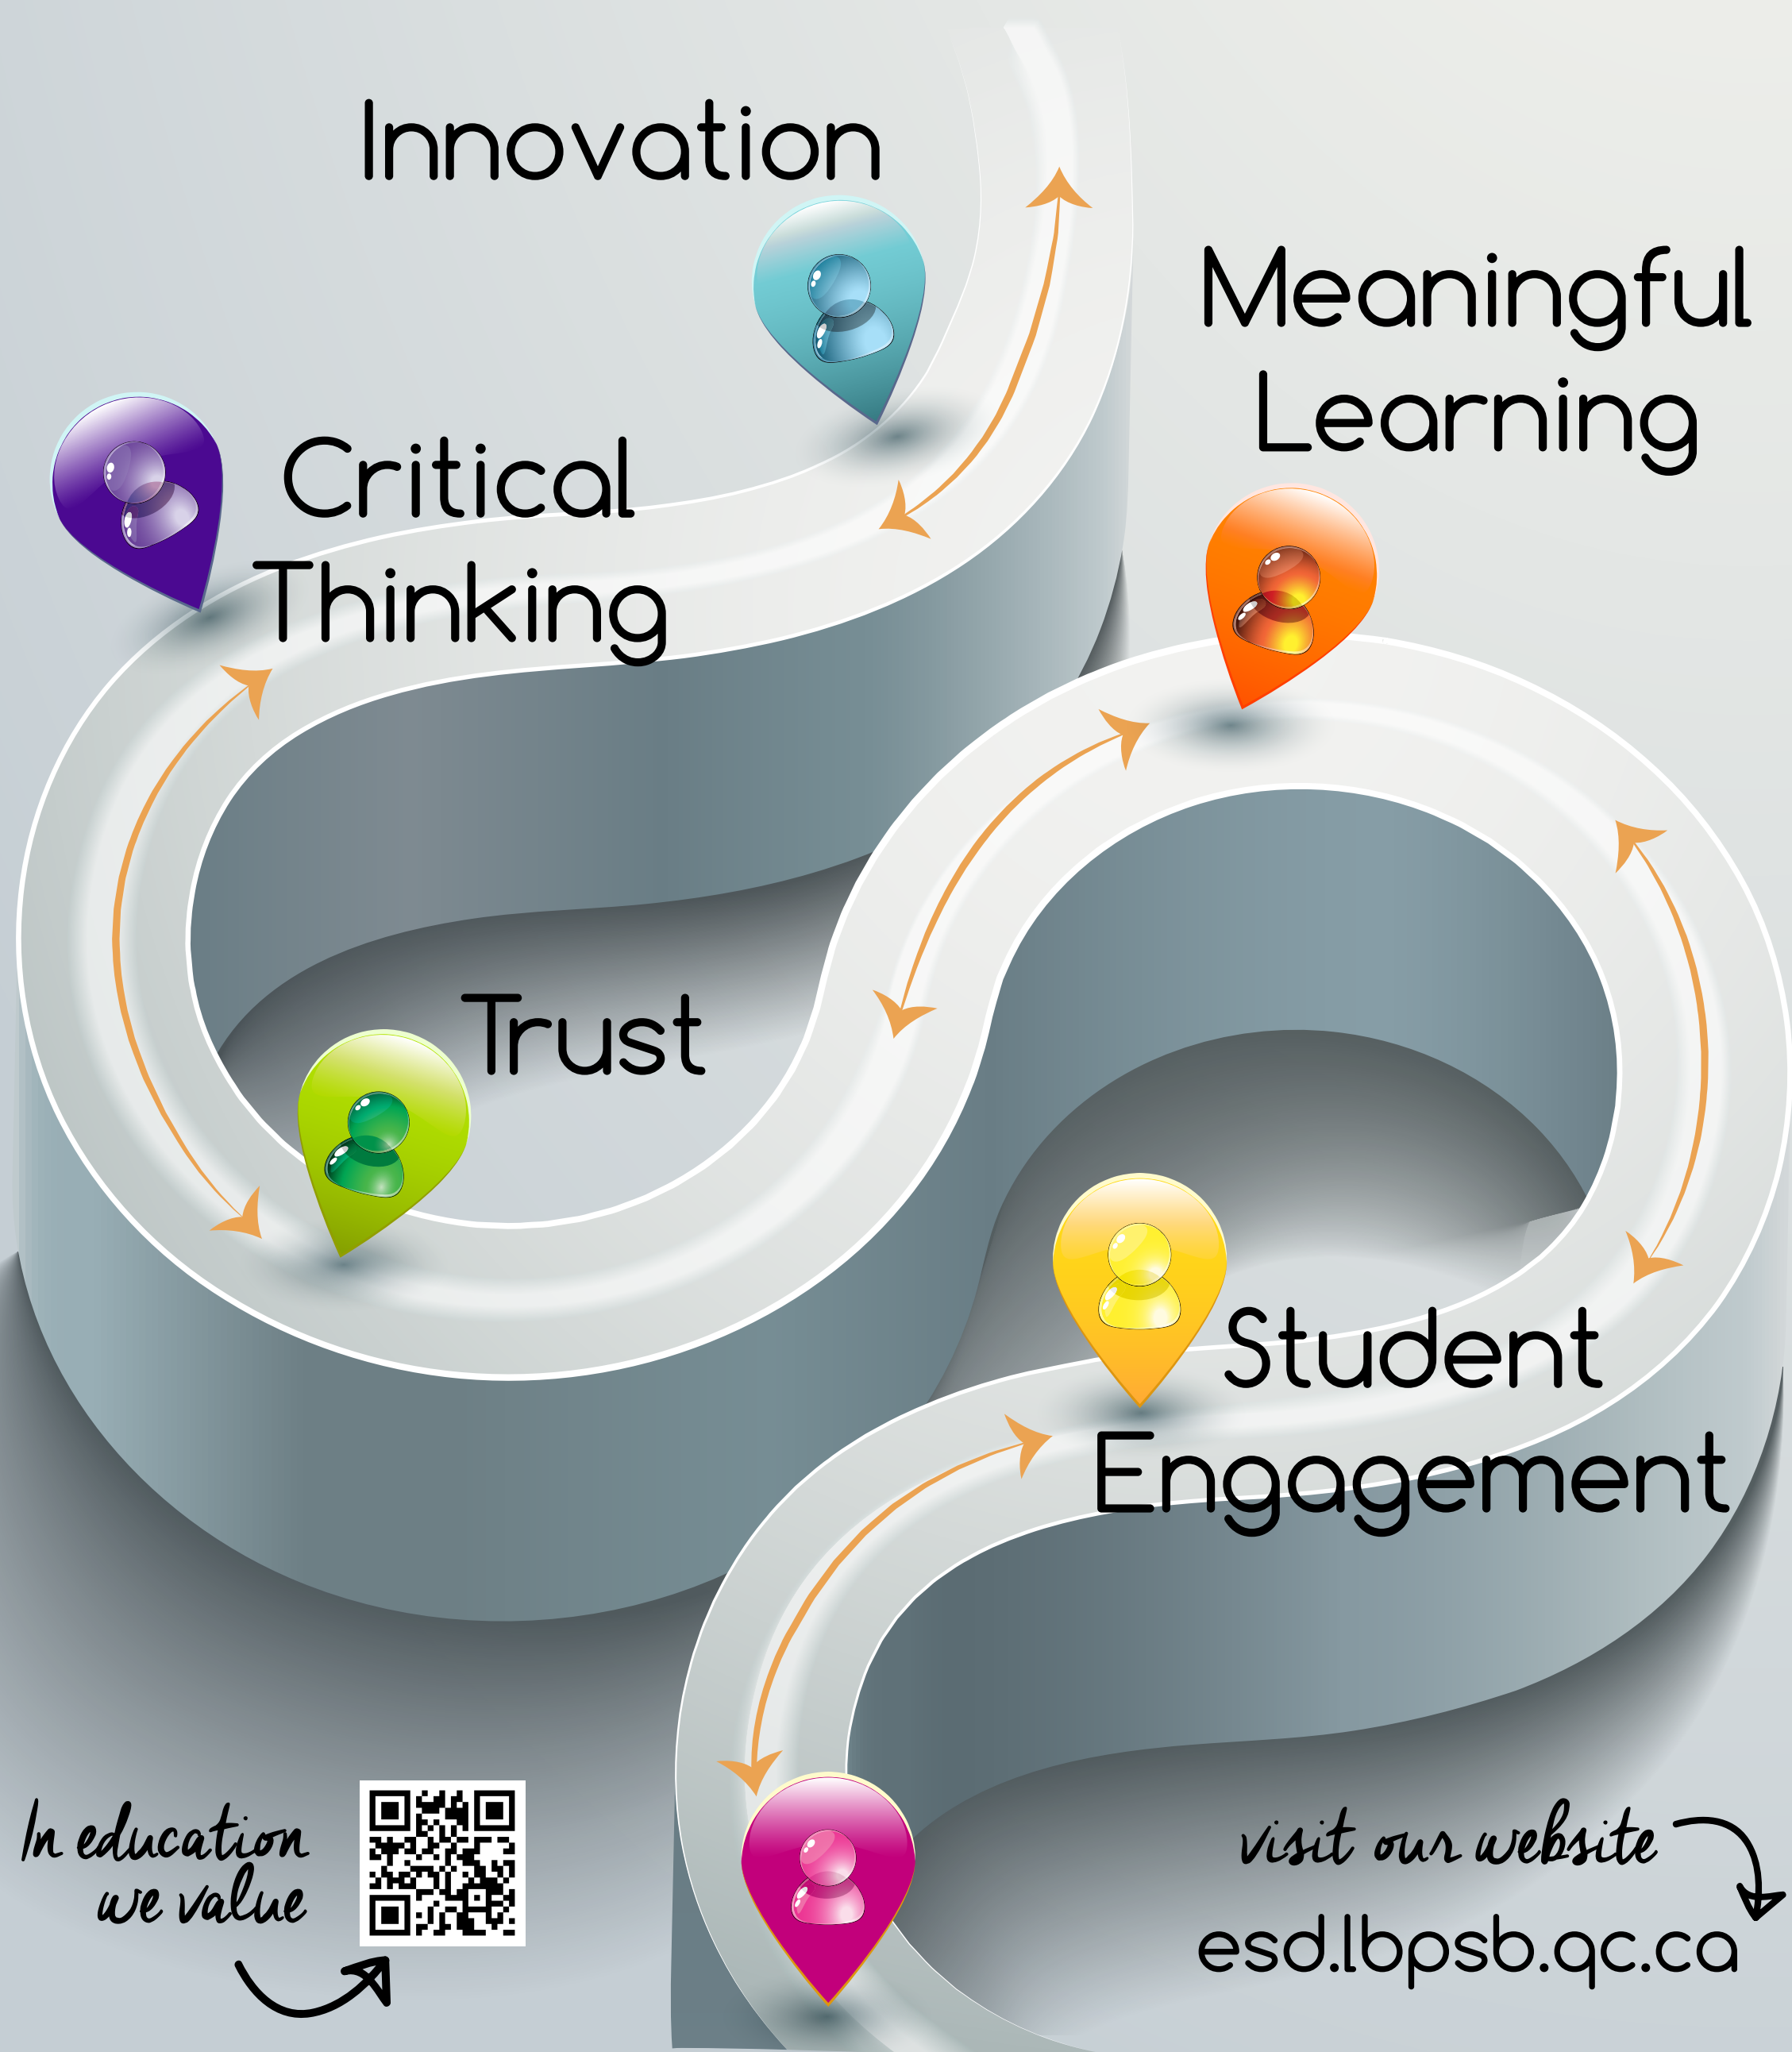 Innovation
Meaningful
Learning
Critical
Thinking
Trust
Student
Engagement
In education
we value
visit our website
esd.lbpsb.qc.ca